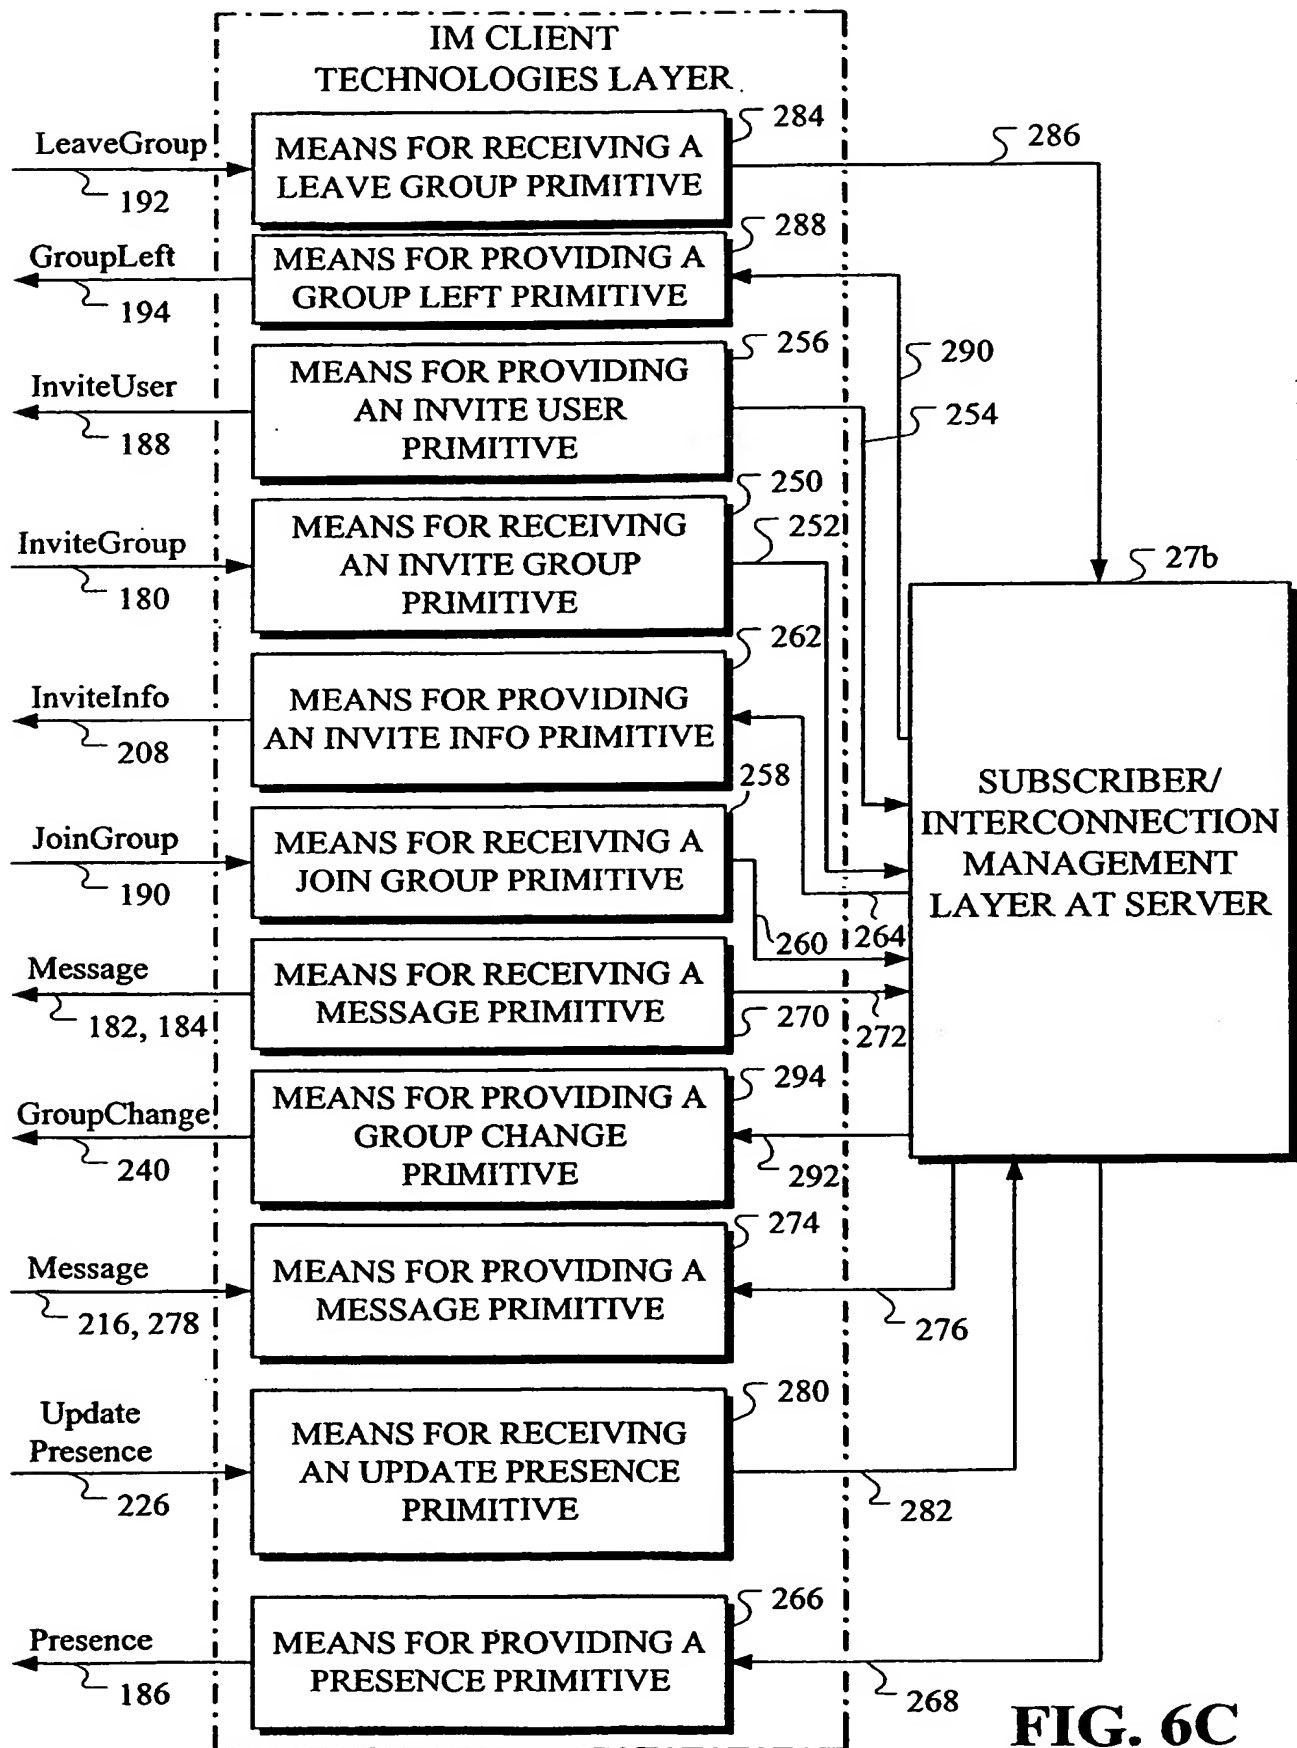 IM CLIENT
TECHNOLOGIES LAYER
LeaveGroup
192
MEANS FOR RECEIVING A
LEAVE GROUP PRIMITIVE
284
286
GroupLeft
194
MEANS FOR PROVIDING A
GROUP LEFT PRIMITIVE
288
290
InviteUser
188
MEANS FOR PROVIDING
AN INVITE USER
PRIMITIVE
256
254
InviteGroup
180
MEANS FOR RECEIVING
AN INVITE GROUP
PRIMITIVE
250
252
27b
InviteInfo
208
MEANS FOR PROVIDING
AN INVITE INFO PRIMITIVE
262
264
SUBSCRIBER/
INTERCONNECTION
MANAGEMENT
LAYER AT SERVER
JoinGroup
190
MEANS FOR RECEIVING A
JOIN GROUP PRIMITIVE
258
260
Message
182, 184
MEANS FOR RECEIVING A
MESSAGE PRIMITIVE
270
272
GroupChange
240
MEANS FOR PROVIDING A
GROUP CHANGE
PRIMITIVE
294
292
Message
216, 278
MEANS FOR PROVIDING A
MESSAGE PRIMITIVE
274
276
Update
Presence
226
MEANS FOR RECEIVING
AN UPDATE PRESENCE
PRIMITIVE
280
282
Presence
186
MEANS FOR PROVIDING A
PRESENCE PRIMITIVE
266
268
FIG. 6C